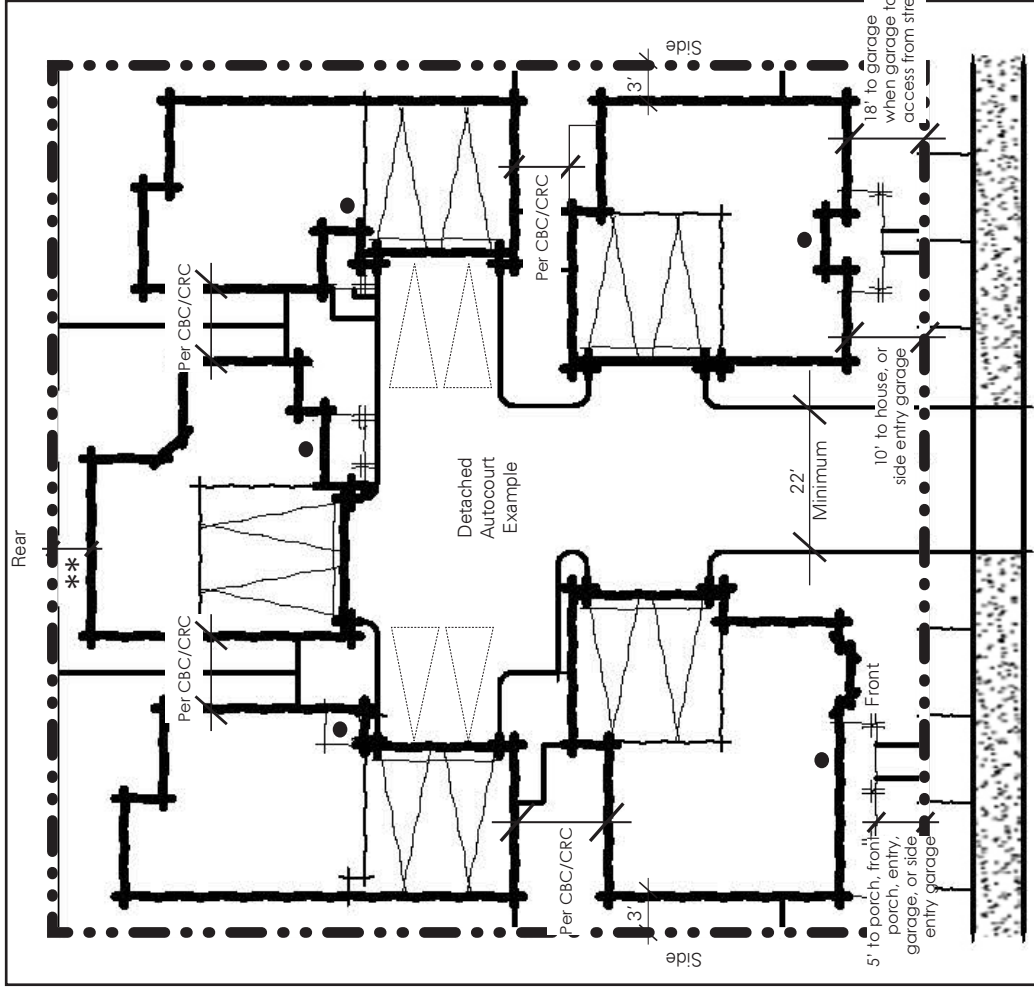 Rear
**
Side
3'
Per CBC/CRC
Per CBC/CRC
Per CBC/CRC
Detached
Autocourt
Example
22'
Minimum
Per CBC/CRC
Side
3'
5' to porch, front
porch, entry,
garage, or side
entry garage
Front
10' to house, or
side entry garage
18' to garage
when garage
access from